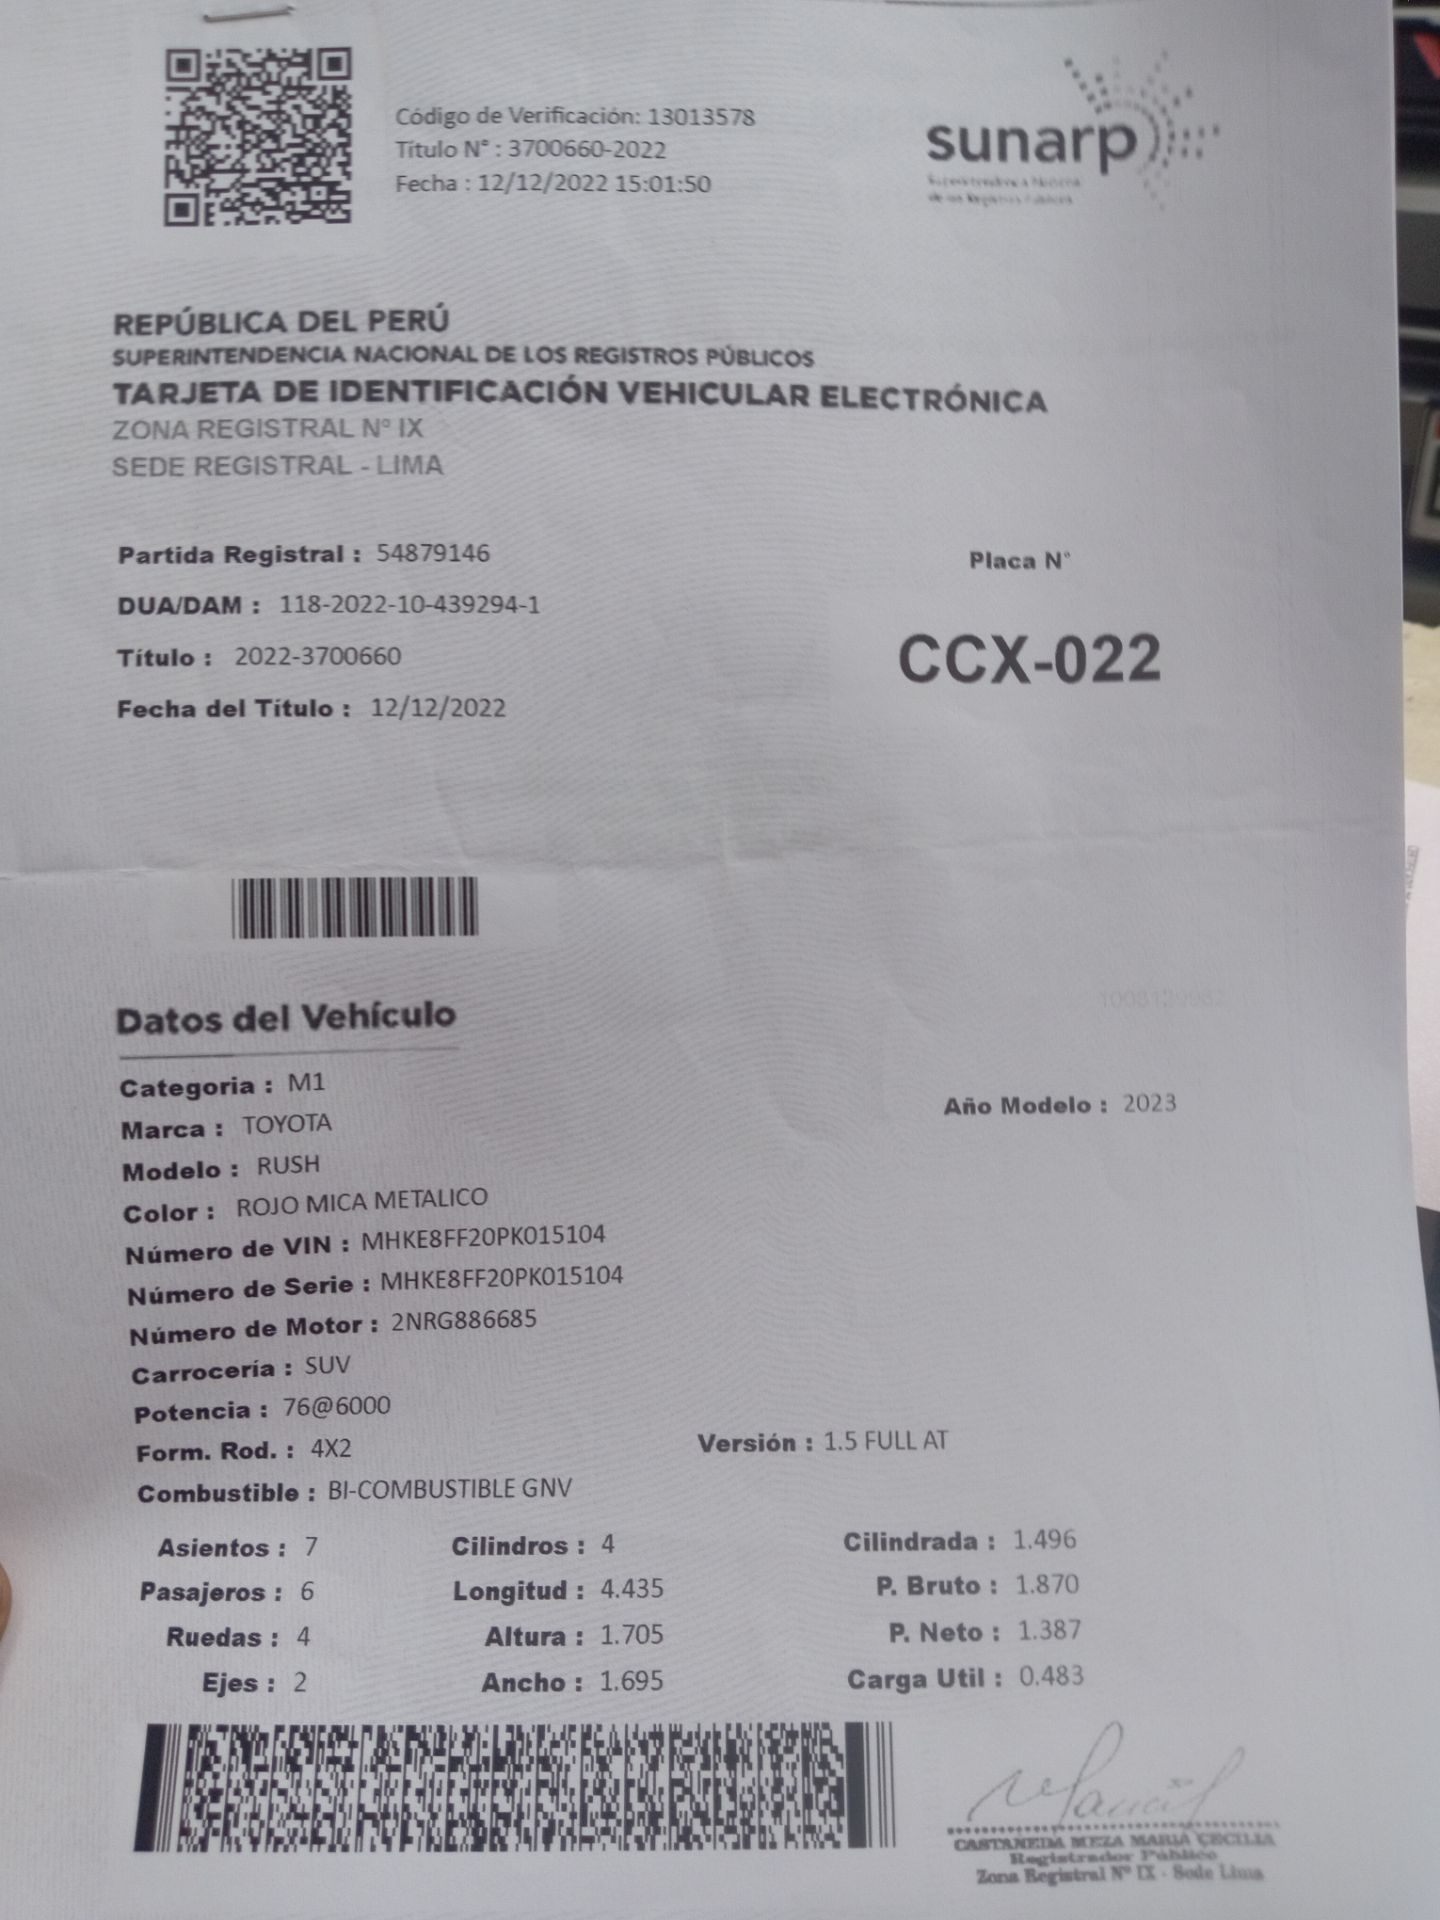 Código de Verificación: 13013578
Título N° : 3700660-2022
Fecha : 12/12/2022 15:01:50
sunarp
Superintendencia Nacional
de los Registros Públicos
REPÚBLICA DEL PERÚ
SUPERINTENDENCIA NACIONAL DE LOS REGISTROS PÚBLICOS
TARJETA DE IDENTIFICACIÓN VEHICULAR ELECTRÓNICA
ZONA REGISTRAL N° IX
SEDE REGISTRAL - LIMA
Partida Registral : 54879146
DUA/DAM : 118-2022-10-439294-1
Título : 2022-3700660
Fecha del Título : 12/12/2022
Placa N°
CCX-022
Datos del Vehículo
Categoria : M1
Año Modelo : 2023
Marca : TOYOTA
Modelo : RUSH
Color : ROJO MICA METALICO
Número de VIN : MHKE8FF20PK015104
Número de Serie : MHKE8FF20PK015104
Número de Motor : 2NRG886685
Carrocería : SUV
Potencia : 76@6000
Form. Rod. : 4X2
Versión : 1.5 FULL AT
Combustible : BI-COMBUSTIBLE GNV
Asientos : 7 Cilindros : 4 Cilindrada : 1.496
Pasajeros : 6 Longitud : 4.435 P. Bruto : 1.870
Ruedas : 4 Altura : 1.705 P. Neto : 1.387
Ejes : 2 Ancho : 1.695 Carga Util : 0.483
CASTANEDA MEZA MARIA CECILIA
Registrador Público
Zona Registral N° IX - Sede Lima